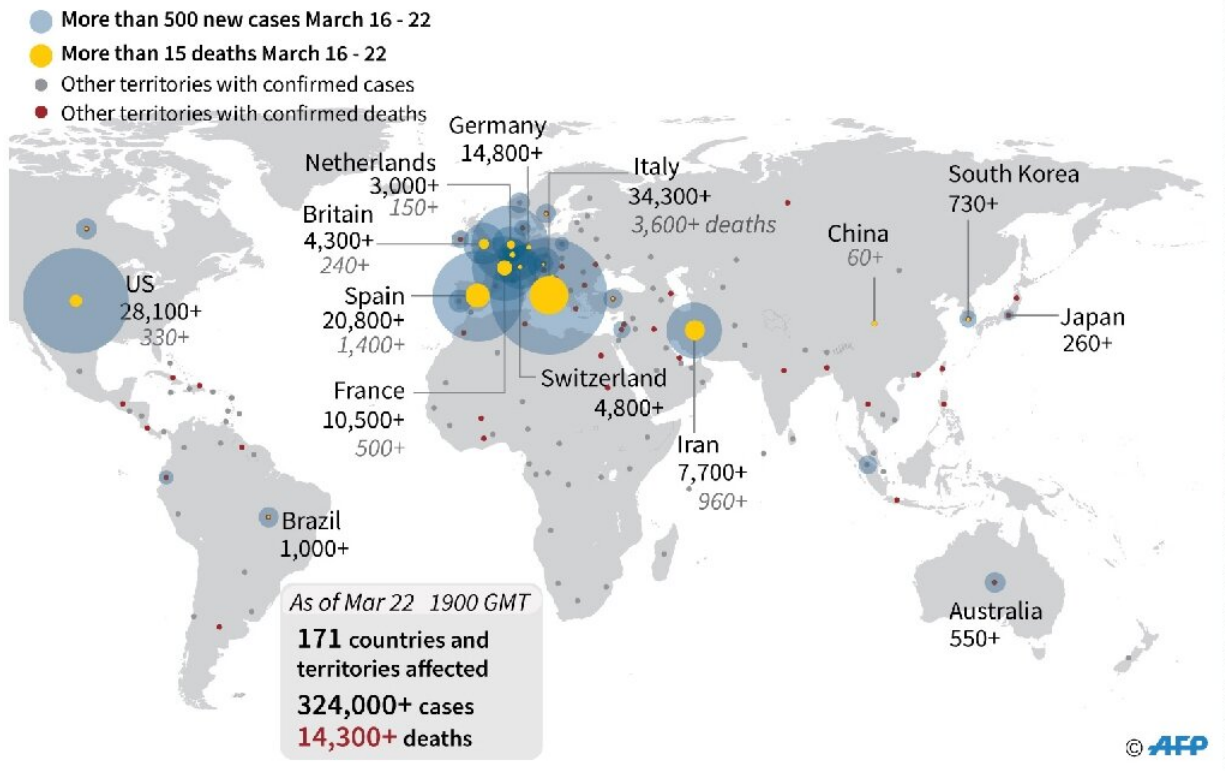 More than 500 new cases March 16 - 22
More than 15 deaths March 16 - 22
Other territories with confirmed cases
Other territories with confirmed deaths
Germany
14,800+
Netherlands
3,000+
150+
Britain
4,300+
240+
Italy
34,300+
3,600+ deaths
South Korea
730+
China
60+
US
28,100+
330+
Spain
20,800+
1,400+
Japan
260+
France
10,500+
500+
Switzerland
4,800+
Iran
7,700+
960+
Brazil
1,000+
Australia
550+
As of Mar 22 1900 GMT
171 countries and
territories affected
324,000+ cases
14,300+ deaths
© AFP